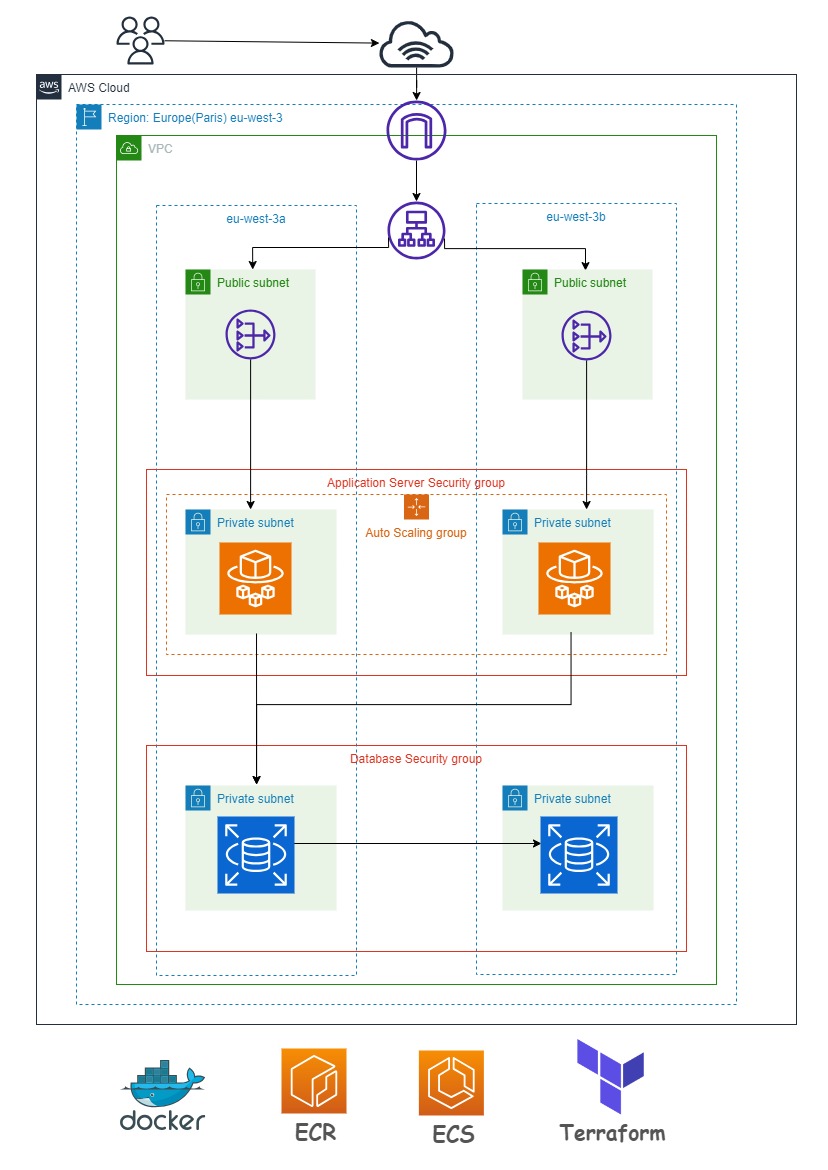 aws
AWS Cloud
Region: Europe(Paris) eu-west-3
VPC
eu-west-3a
eu-west-3b
Public subnet
Public subnet
Application Server Security group
Private subnet
Auto Scaling group
Private subnet
Database Security group
Private subnet
Private subnet
docker
ECR
ECS
Terraform